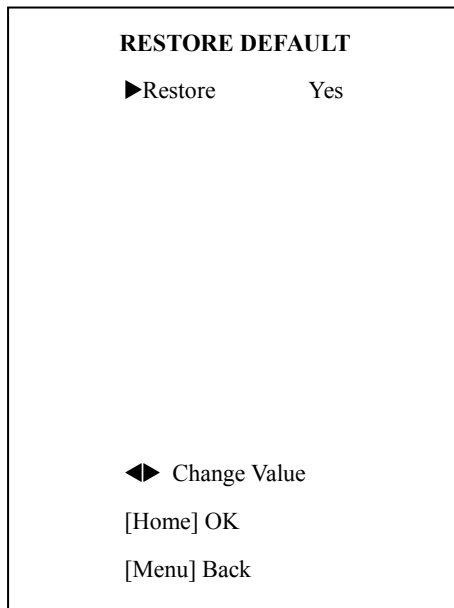 RESTORE DEFAULT
▶Restore Yes
◀▶ Change Value
[Home] OK
[Menu] Back